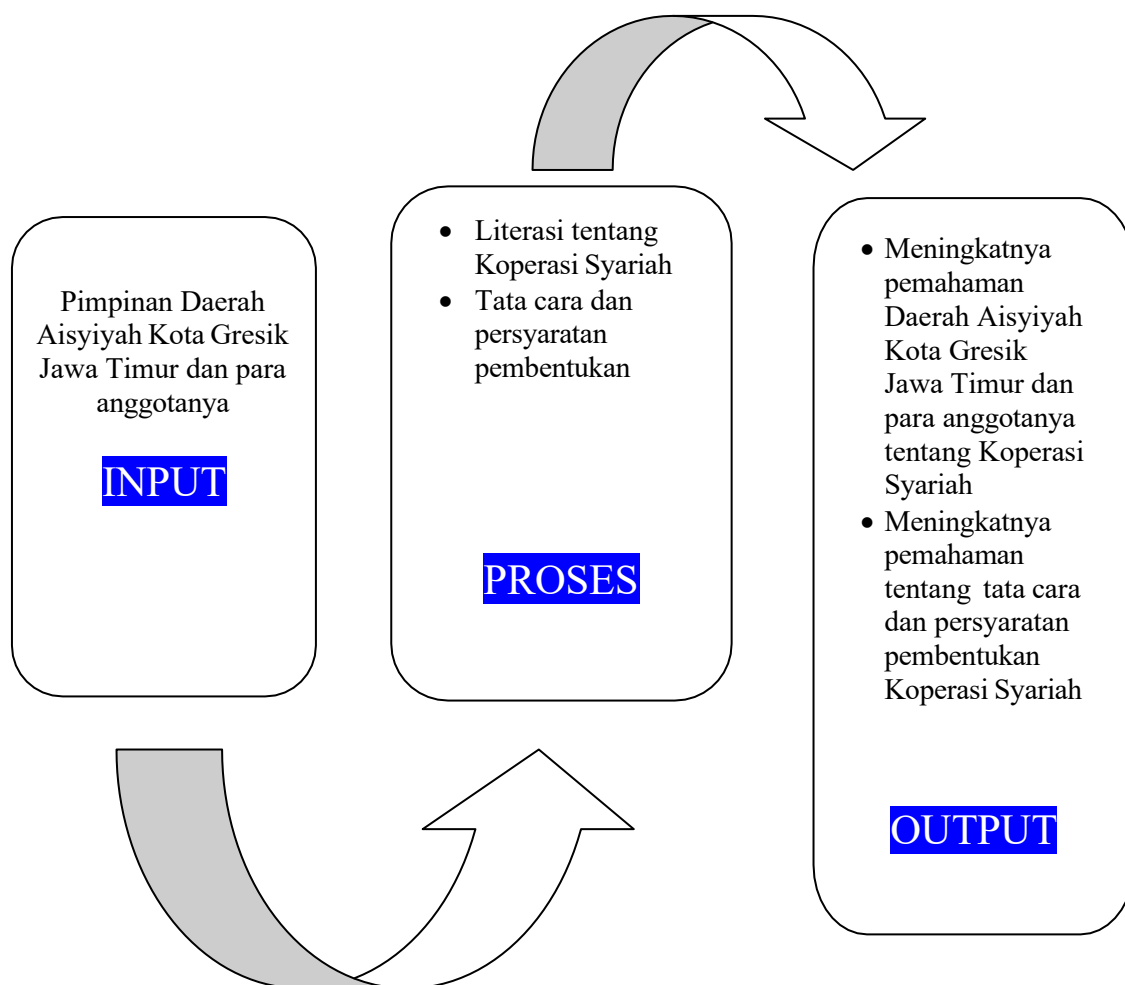 Pimpinan Daerah
Aisyiyah Kota Gresik
Jawa Timur dan para
anggotanya
INPUT
• Literasi tentang
Koperasi Syariah
• Tata cara dan
persyaratan
pembentukan
PROSES
• Meningkatnya
pemahaman
Daerah Aisyiyah
Kota Gresik
Jawa Timur dan
para anggotanya
tentang Koperasi
Syariah
• Meningkatnya
pemahaman
tentang tata cara
dan persyaratan
pembentukan
Koperasi Syariah
OUTPUT